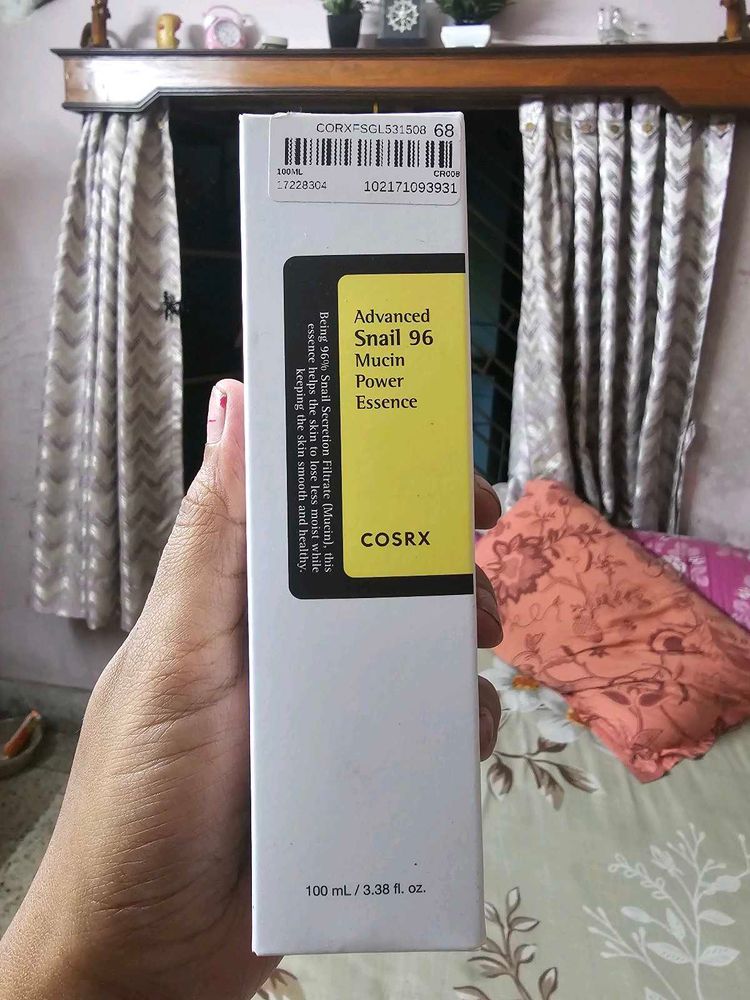 CORXFSGL531508 68
100ML CR008
17228304 102171093931
Advanced
Snail 96
Mucin
Power
Essence
COSRX
Being 96% Snail Secretion Filtrate (Mucin), this
essence helps the skin to lose less moist while
keeping the skin smooth and healthy.
100 mL / 3.38 fl. oz.